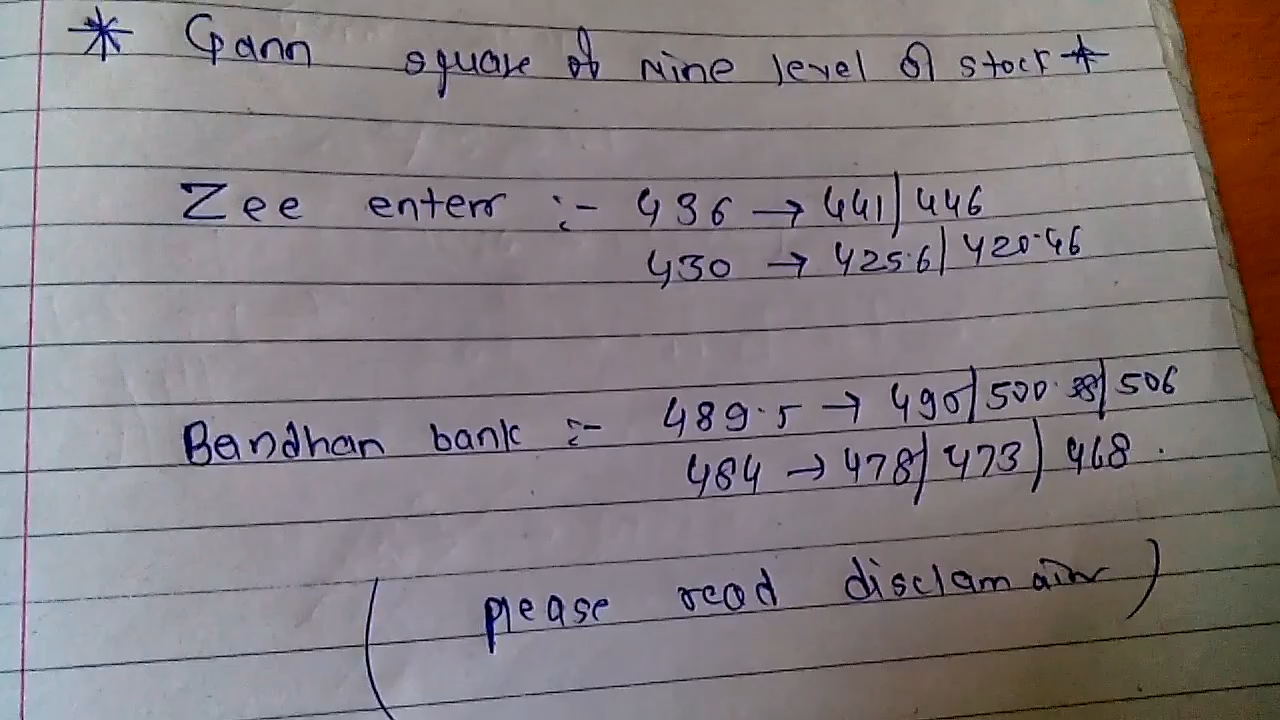 * Gann square of Nine level of stock *
Zee enterr :- 436 → 441/446
430 → 425.6/420.46
Bandhan bank :- 489.5 → 490/500.38/506
484 → 478/473/468.
(please read disclamair)